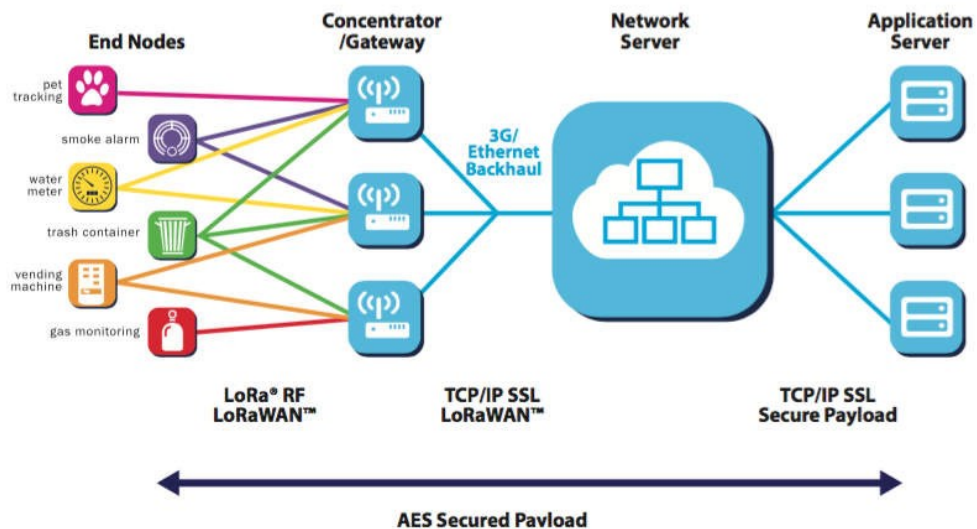 End Nodes
Concentrator
/Gateway
Network
Server
Application
Server
pet
tracking
smoke alarm
water
meter
trash container
vending
machine
gas monitoring
3G/
Ethernet
Backhaul
LoRa® RF
LoRaWAN™
TCP/IP SSL
LoRaWAN™
TCP/IP SSL
Secure Payload
AES Secured Payload